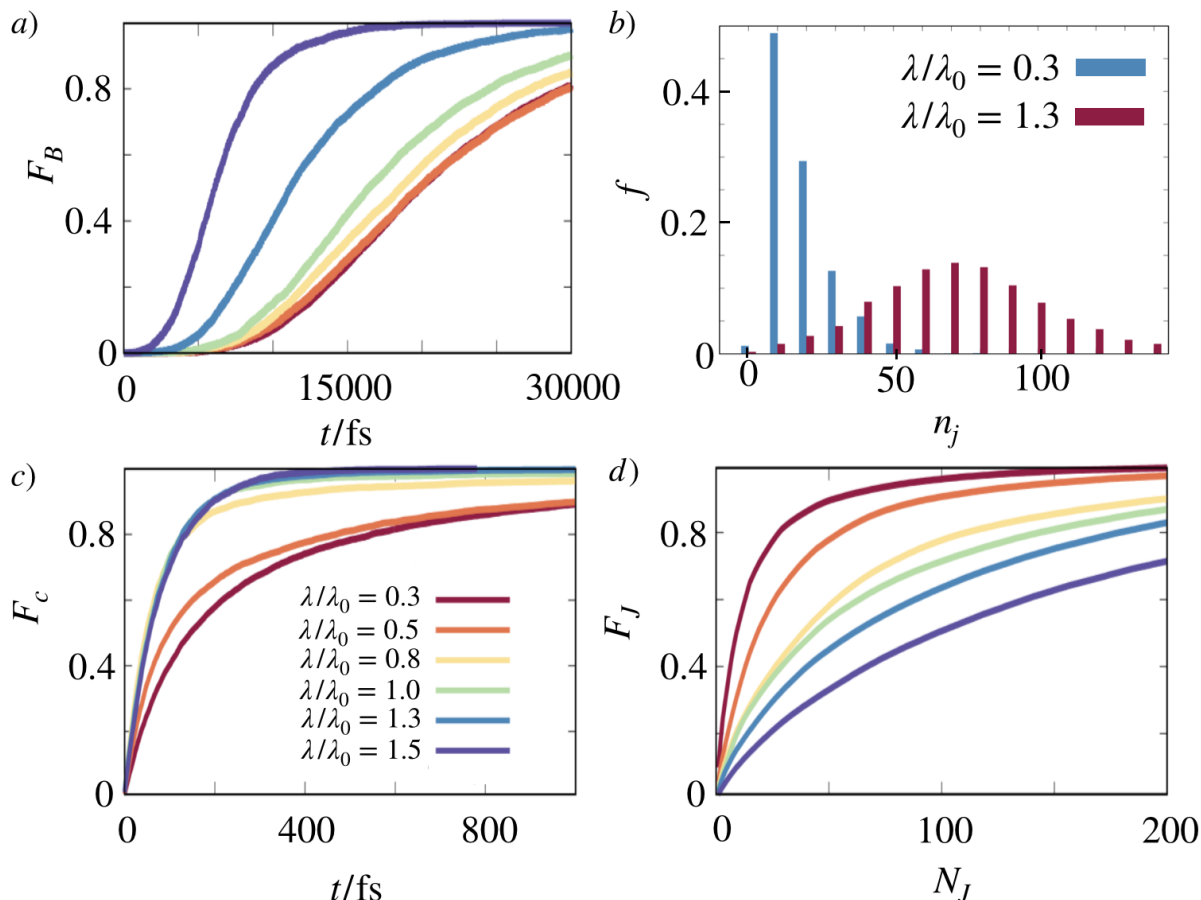 a)
0.8
0.4
0
F_B
0 15000 30000
t/fs
b)
0.4
0.2
0
f
λ/λ₀ = 0.3
λ/λ₀ = 1.3
0 50 100
n_j
c)
0.8
0.4
0
F_c
λ/λ₀ = 0.3
λ/λ₀ = 0.5
λ/λ₀ = 0.8
λ/λ₀ = 1.0
λ/λ₀ = 1.3
λ/λ₀ = 1.5
0 400 800
t/fs
d)
0.8
0.4
0
F_J
0 100 200
N_J